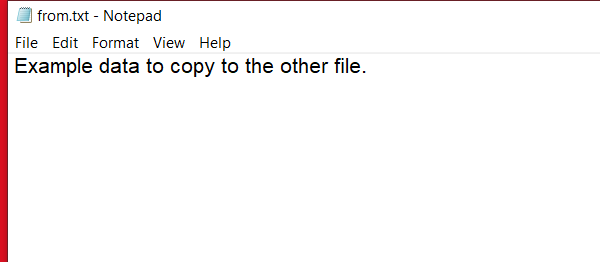 from.txt - Notepad
File Edit Format View Help
Example data to copy to the other file.